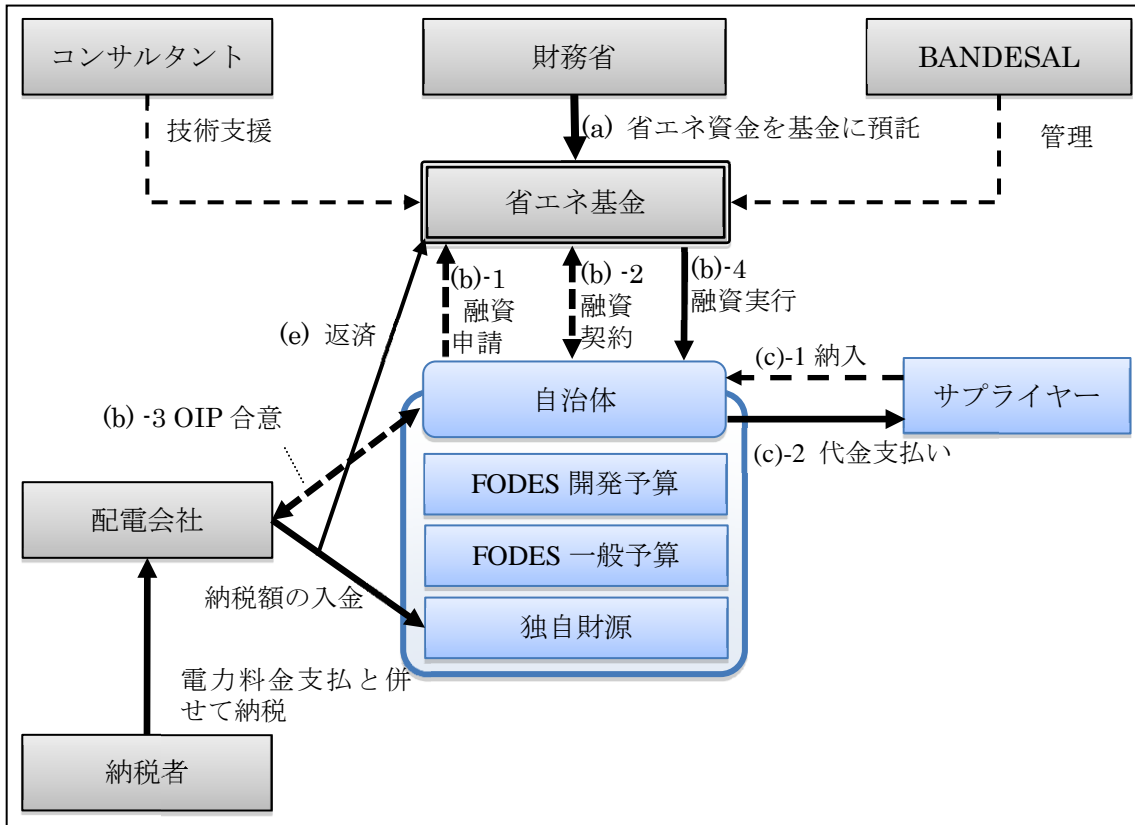 コンサルタント
財務省
BANDESAL
技術支援
(a) 省エネ資金を基金に預託
管理
省エネ基金
(b)-1
融資
申請
(b) -2
融資
契約
(b)-4
融資実行
(e) 返済
(c)-1 納入
自治体
サプライヤー
(b) -3 OIP 合意
(c)-2 代金支払い
FODES 開発予算
配電会社
FODES 一般予算
納税額の入金
独自財源
電力料金支払と併
せて納税
納税者